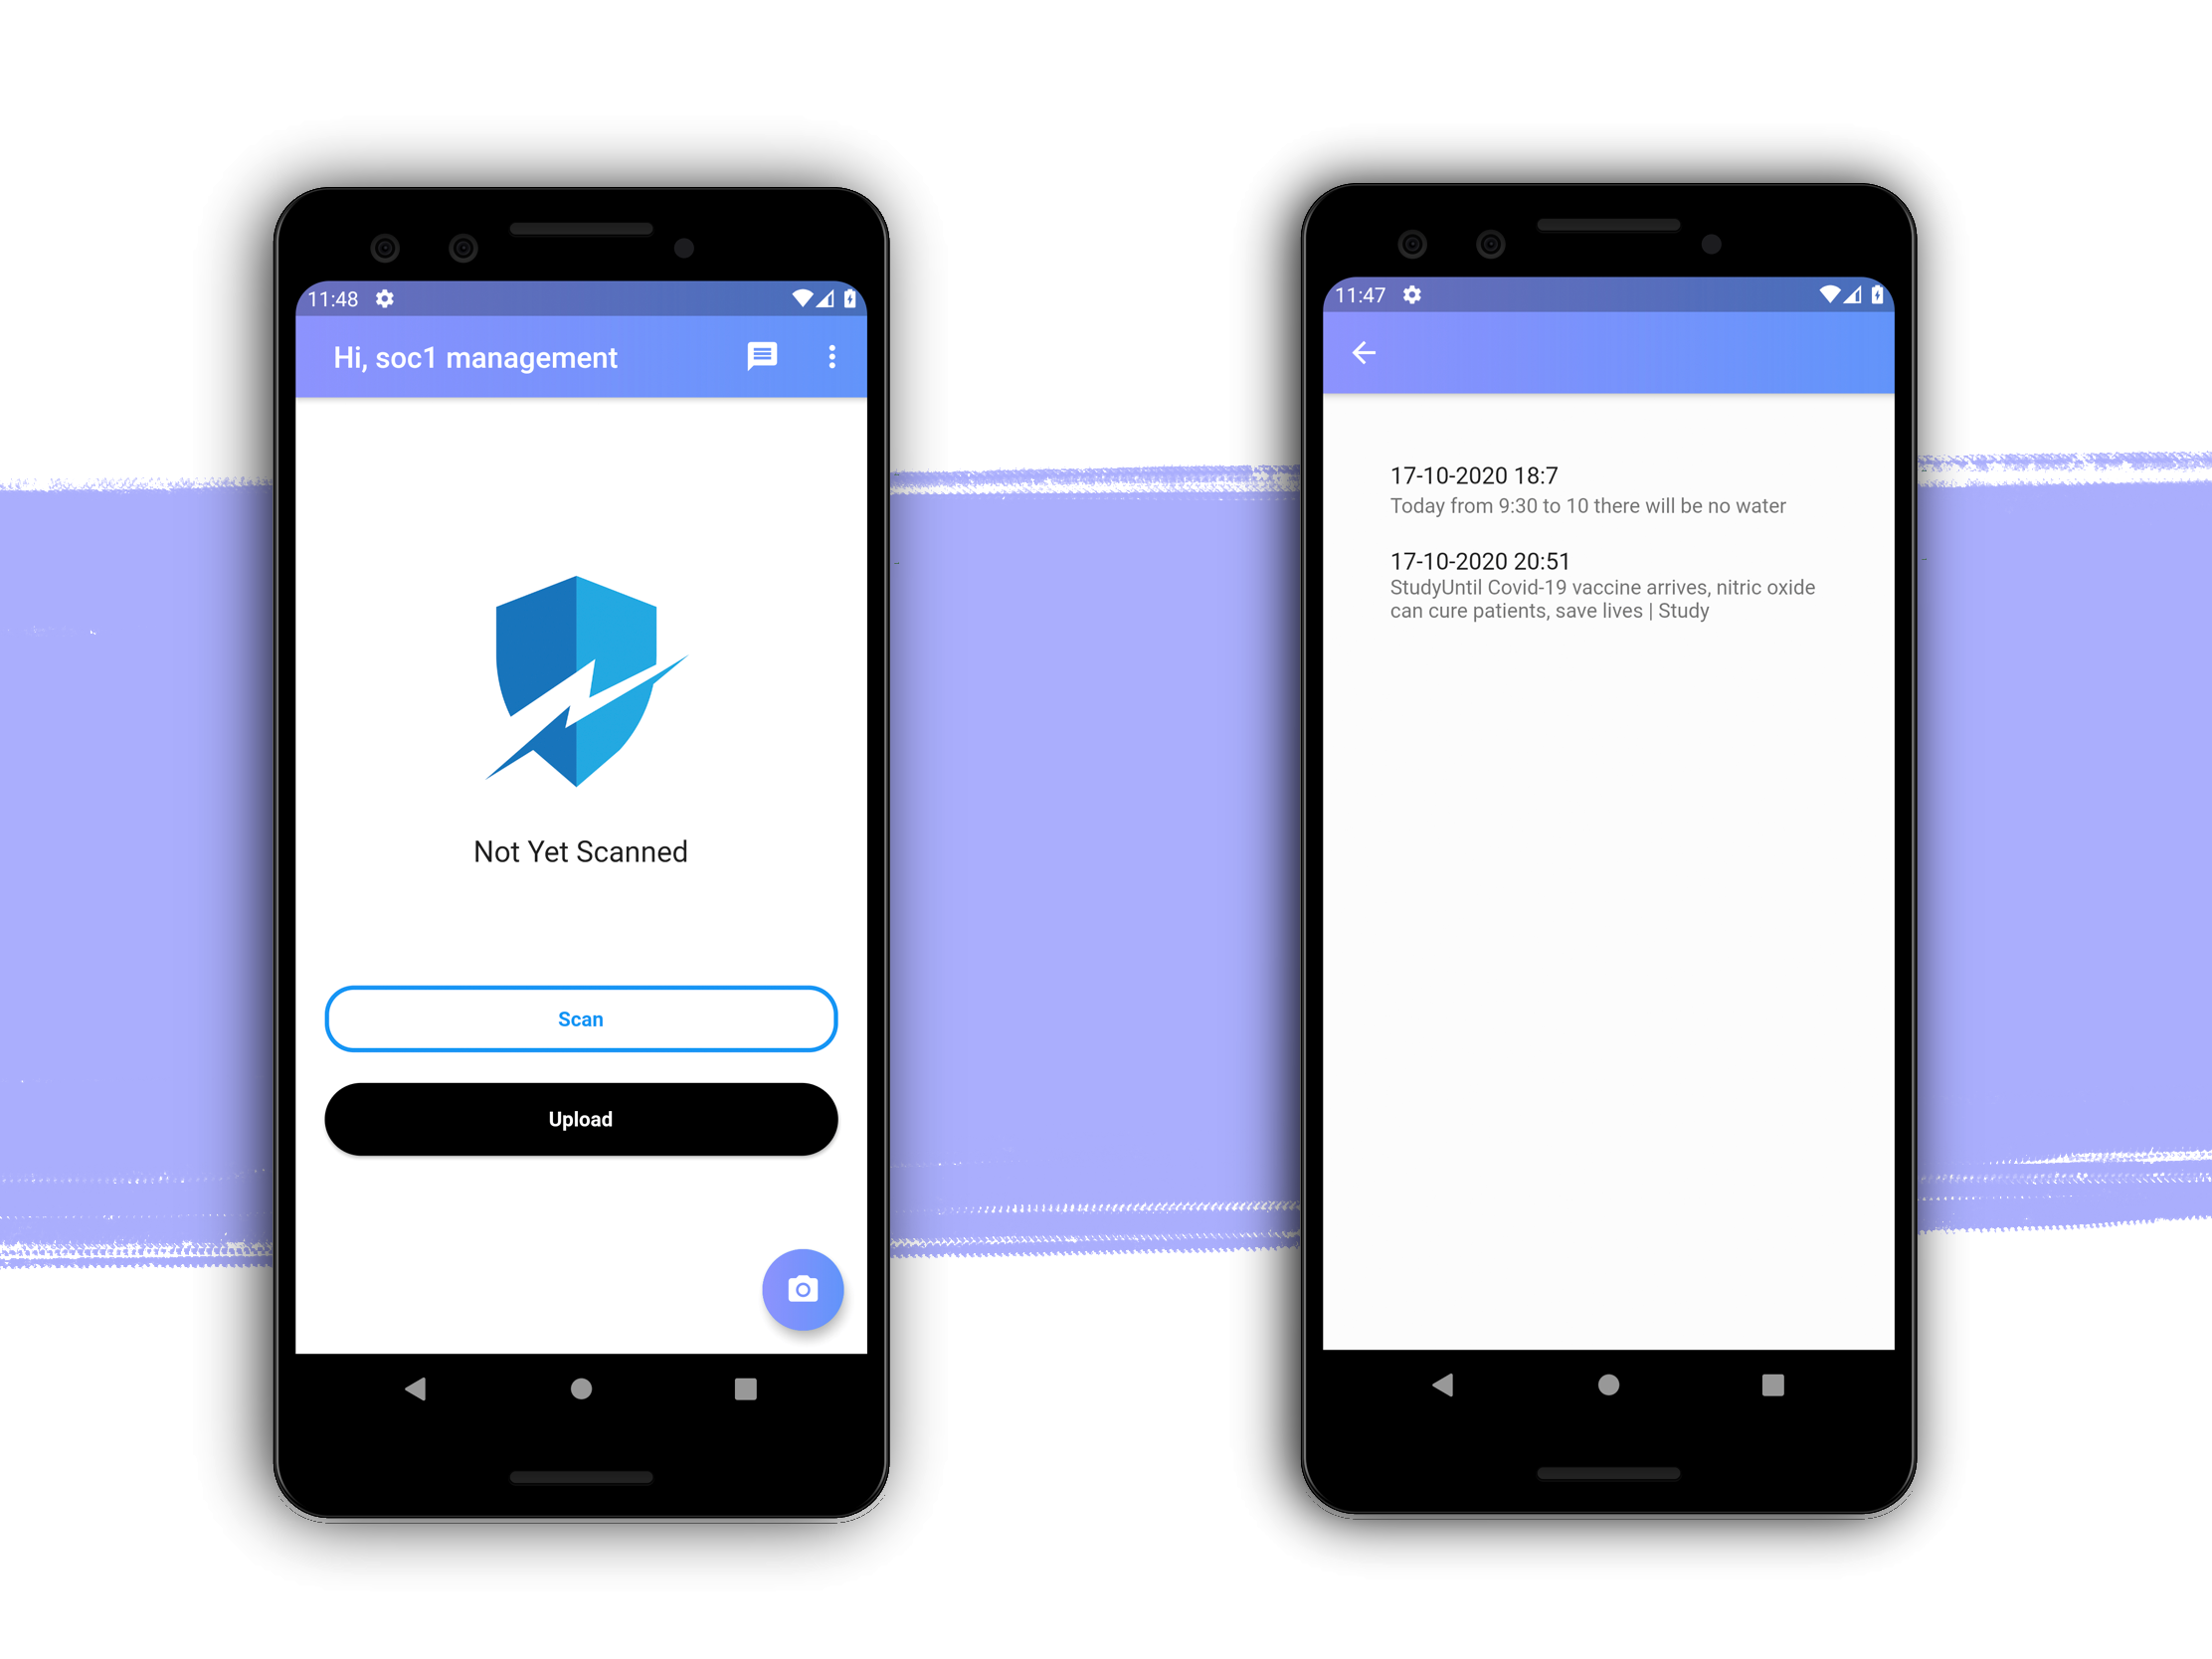 11:48
Hi, soc1 management
Not Yet Scanned
Scan
Upload
11:47
17-10-2020 18:7
Today from 9:30 to 10 there will be no water
17-10-2020 20:51
StudyUntil Covid-19 vaccine arrives, nitric oxide
can cure patients, save lives | Study